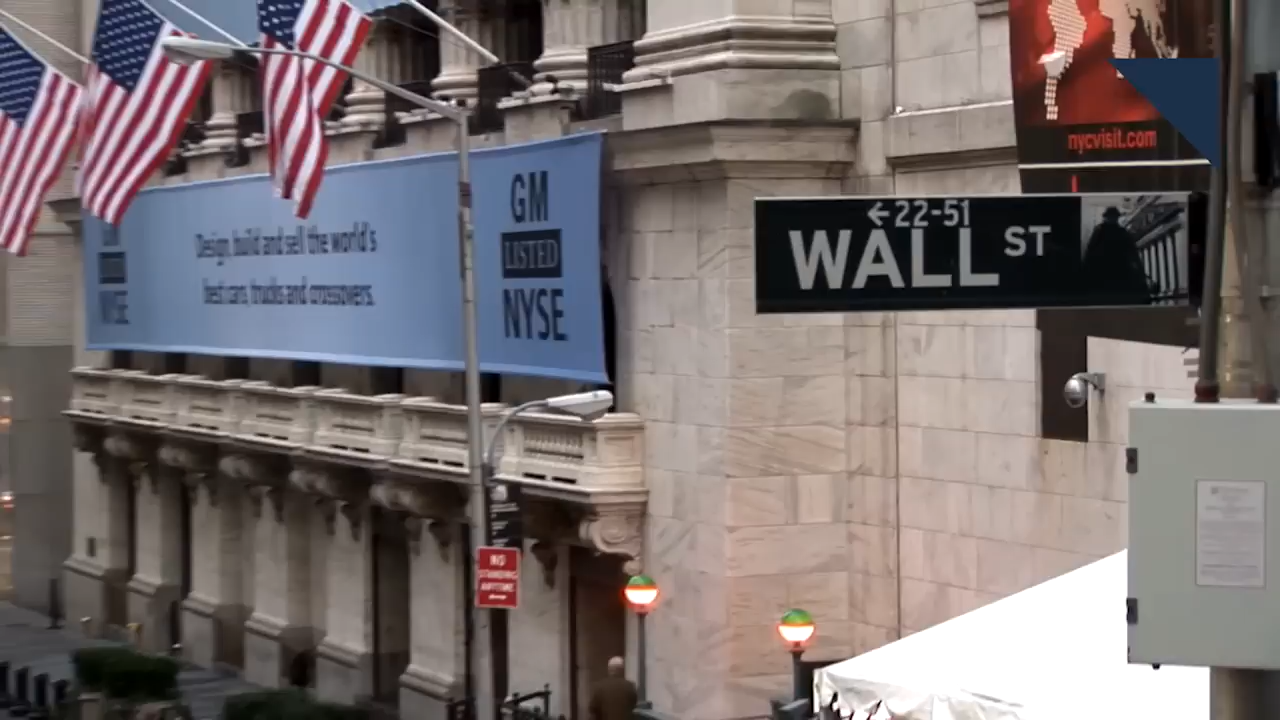 nycvisit.com
←22-51
WALL ST
GM
LISTED
NYSE
Design, build and sell the world's
best cars, trucks and crossovers.
NYSE
NO
STANDING
ANYTIME